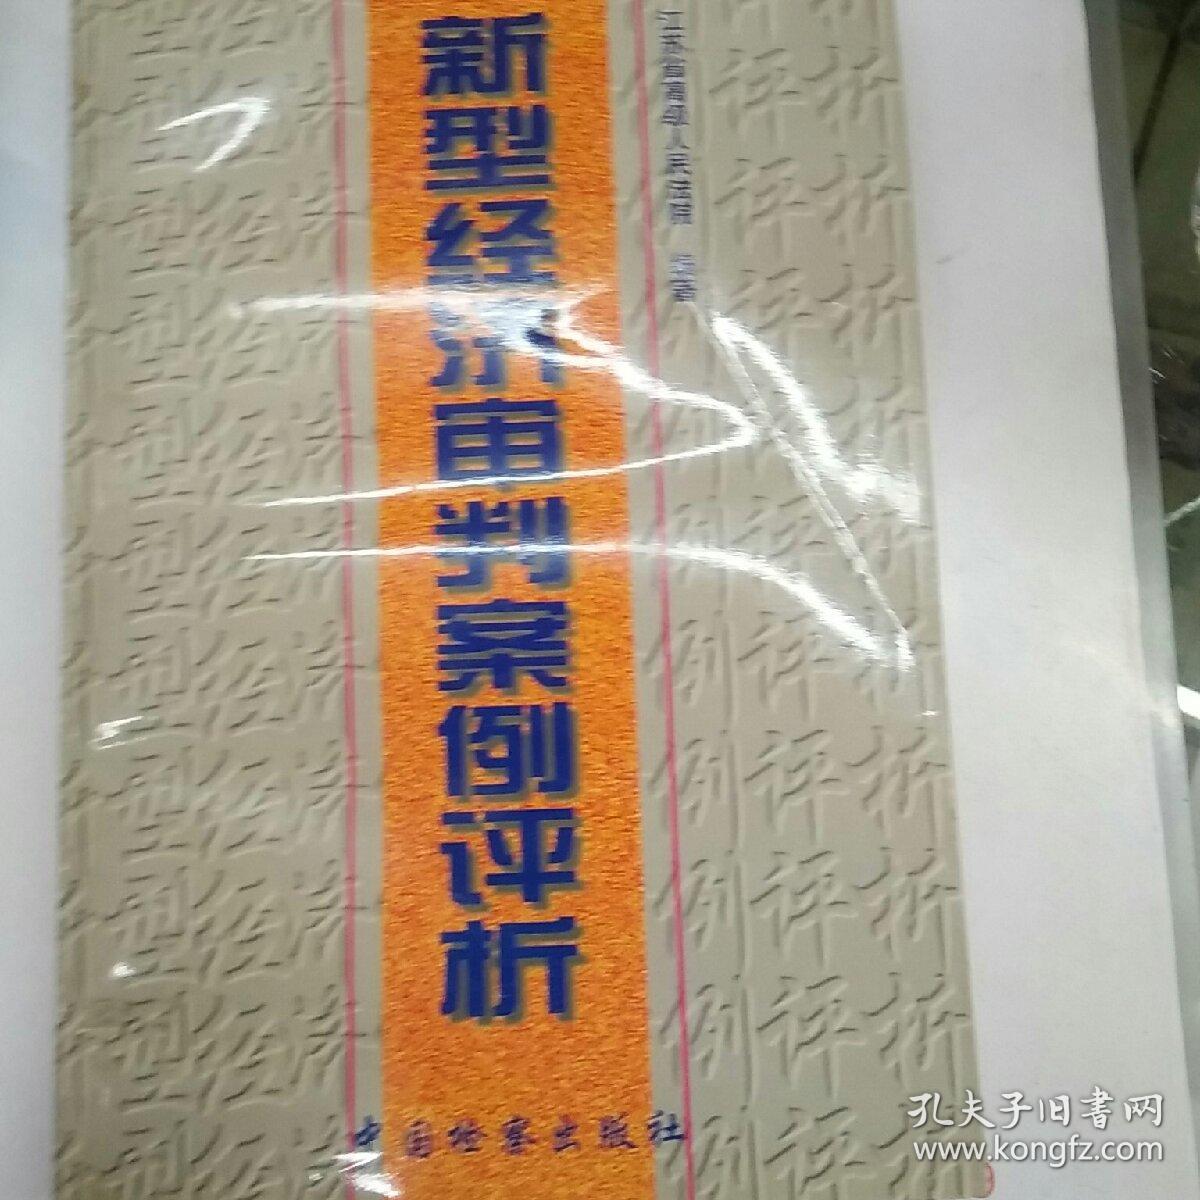 新型经济审判案例评析
江苏省高级人民法院 编著
中国检察出版社
孔夫子旧書网
www.kongfz.com